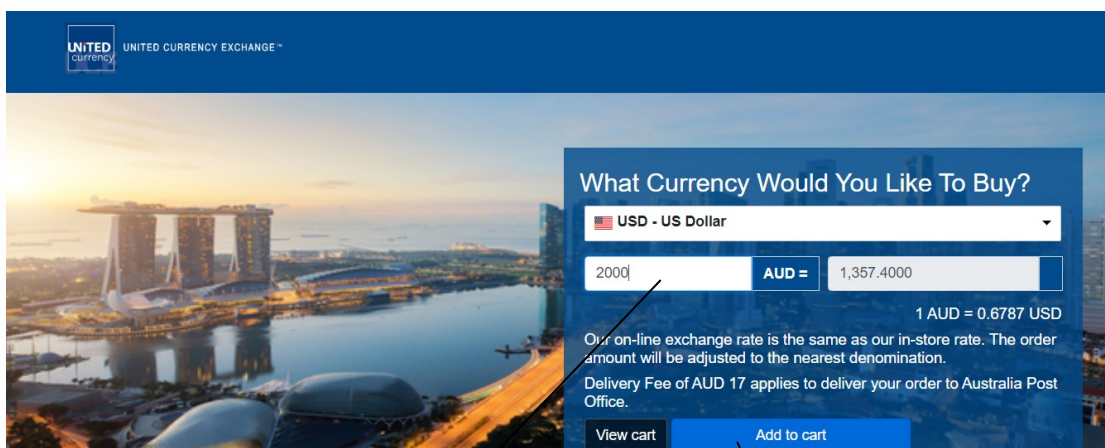 UNiTED
currency
UNITED CURRENCY EXCHANGE™
What Currency Would You Like To Buy?
USD - US Dollar
2000
AUD =
1,357.4000
1 AUD = 0.6787 USD
Our on-line exchange rate is the same as our in-store rate. The order
amount will be adjusted to the nearest denomination.
Delivery Fee of AUD 17 applies to deliver your order to Australia Post
Office.
View cart
Add to cart